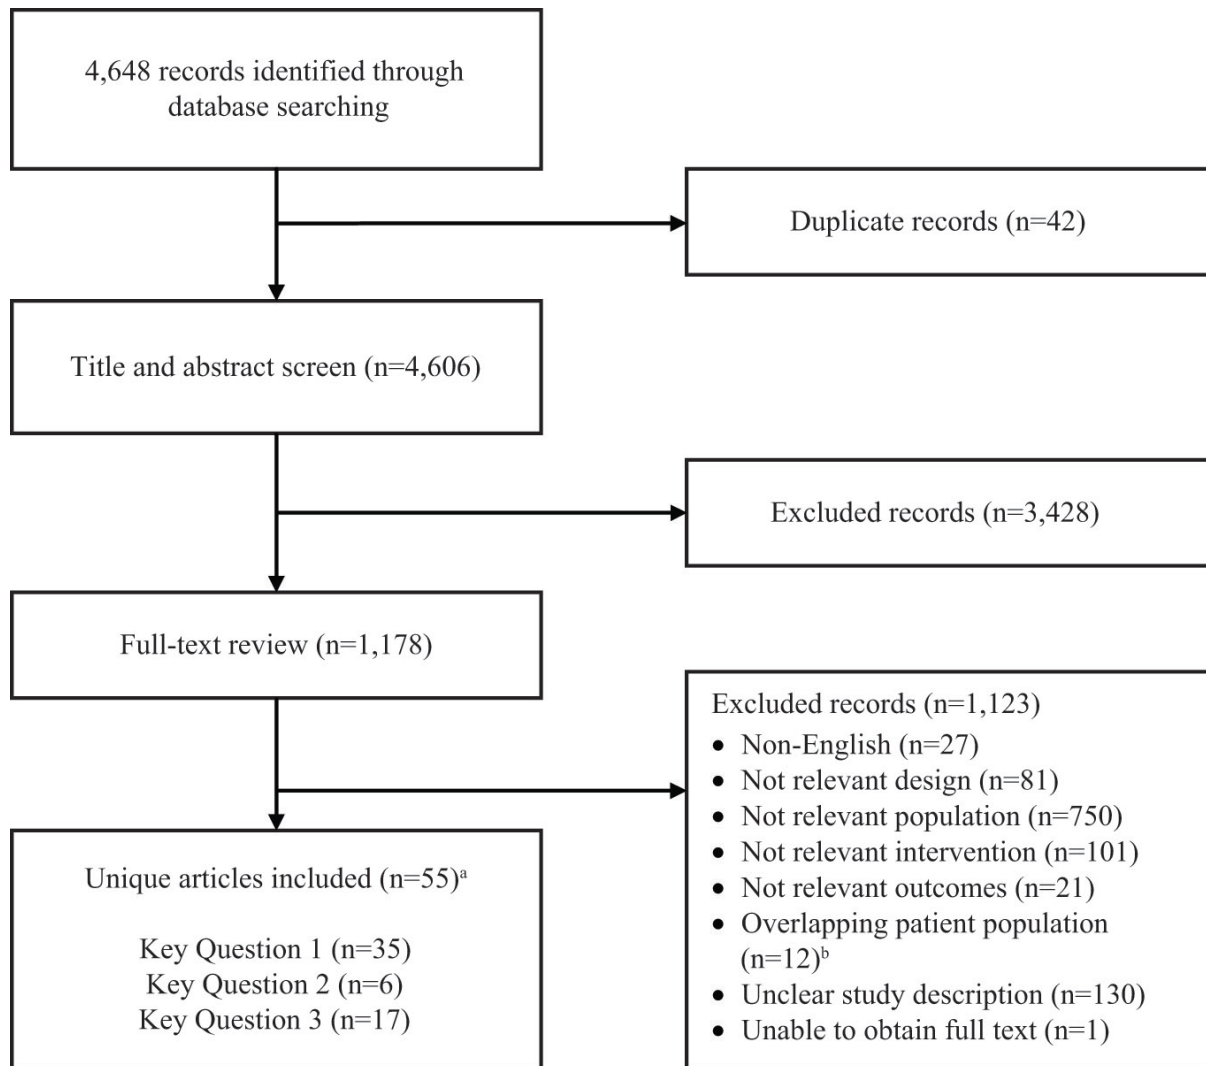 4,648 records identified through
database searching
Duplicate records (n=42)
Title and abstract screen (n=4,606)
Excluded records (n=3,428)
Full-text review (n=1,178)
Excluded records (n=1,123)
• Non-English (n=27)
• Not relevant design (n=81)
• Not relevant population (n=750)
• Not relevant intervention (n=101)
• Not relevant outcomes (n=21)
• Overlapping patient population
(n=12)ᵇ
• Unclear study description (n=130)
• Unable to obtain full text (n=1)
Unique articles included (n=55)ᵃ
Key Question 1 (n=35)
Key Question 2 (n=6)
Key Question 3 (n=17)